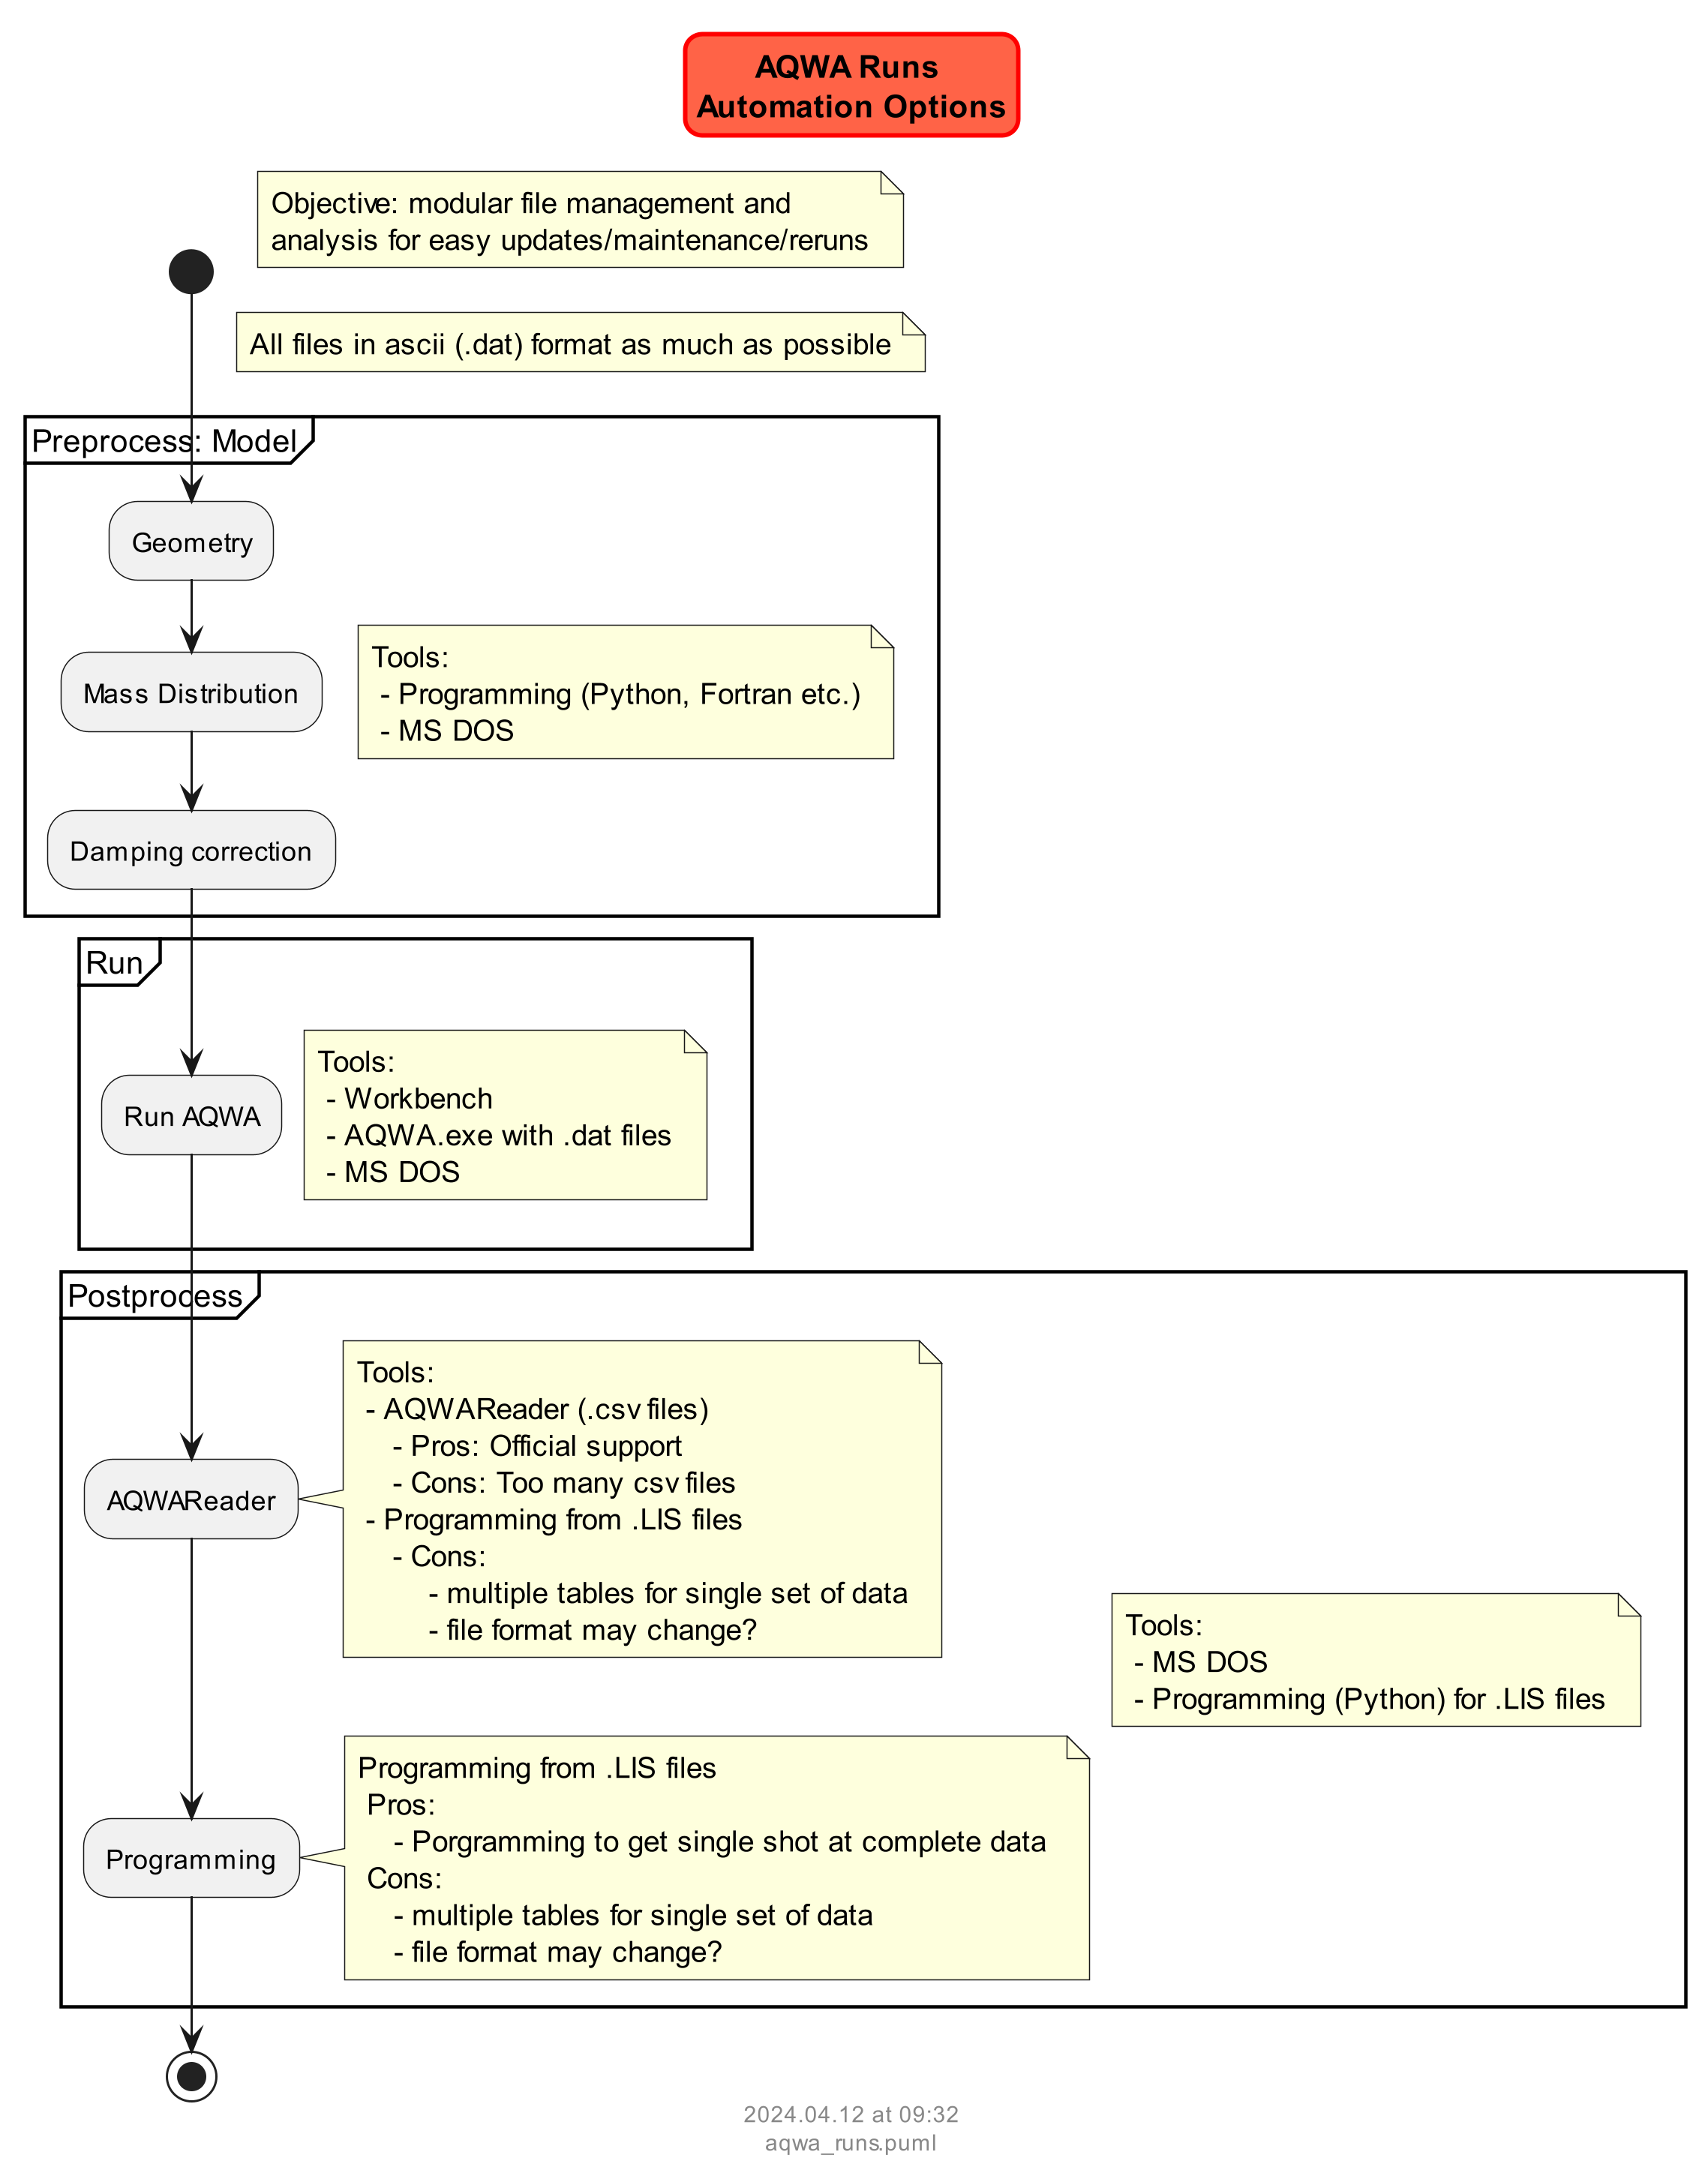 AQWA Runs
Automation Options
Objective: modular file management and
analysis for easy updates/maintenance/reruns
All files in ascii (.dat) format as much as possible
Preprocess: Model
Geometry
Mass Distribution
Tools:
- Programming (Python, Fortran etc.)
- MS DOS
Damping correction
Run
Run AQWA
Tools:
- Workbench
- AQWA.exe with .dat files
- MS DOS
Postprocess
AQWAReader
Tools:
- AQWAReader (.csv files)
- Pros: Official support
- Cons: Too many csv files
- Programming from .LIS files
- Cons:
- multiple tables for single set of data
- file format may change?
Tools:
- MS DOS
- Programming (Python) for .LIS files
Programming
Programming from .LIS files
Pros:
- Porgramming to get single shot at complete data
Cons:
- multiple tables for single set of data
- file format may change?
2024.04.12 at 09:32
aqwa_runs.puml